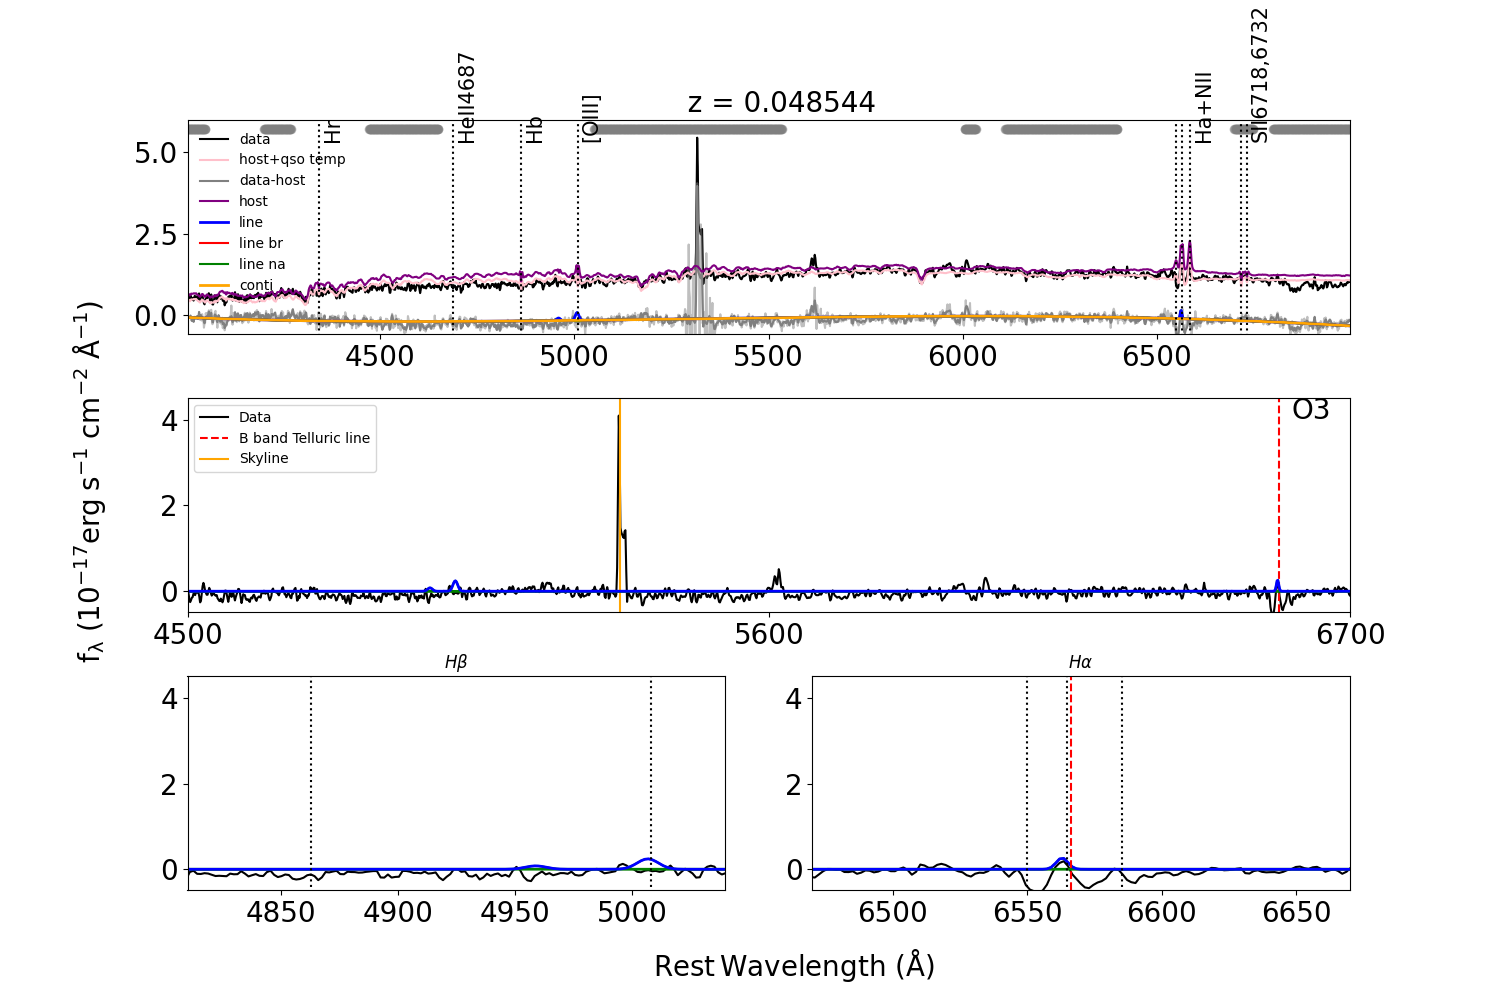 z = 0.048544
Hr
HeII4687
Hb
[OIII]
Ha+NII
SII6718,6732
data
host+qso temp
data-host
host
line
line br
line na
conti
5.0
2.5
0.0
4500 5000 5500 6000 6500
fλ (10⁻¹⁷erg s⁻¹ cm⁻² Å⁻¹)
O3
Data
B band Telluric line
Skyline
4
2
0
4500 5600 6700
Hβ
4
2
0
4850 4900 4950 5000
Hα
4
2
0
6500 6550 6600 6650
Rest Wavelength (Å)